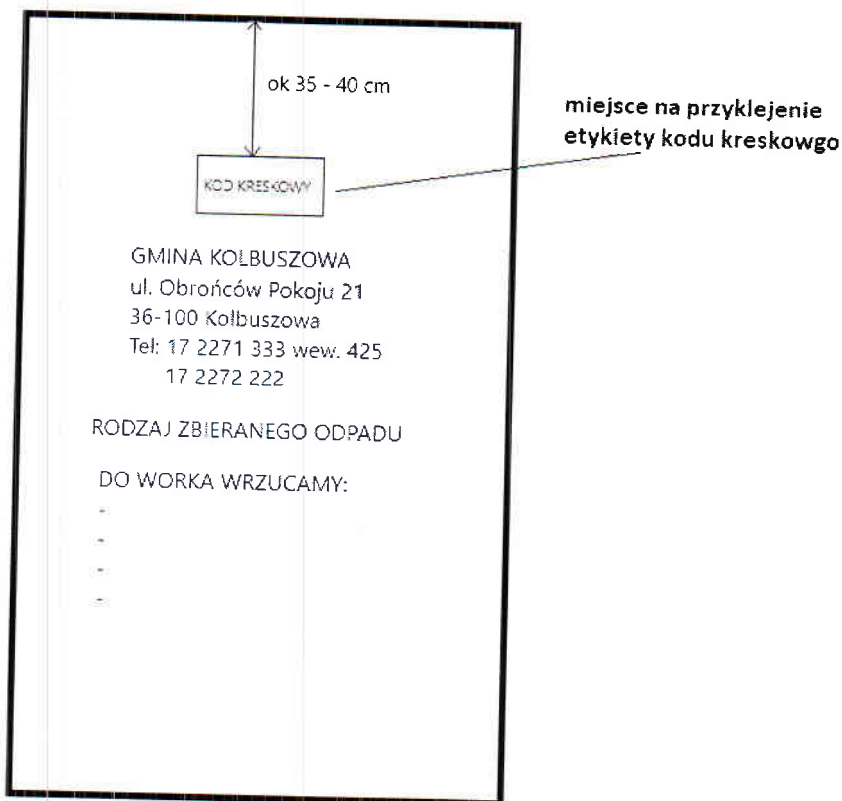 ok 35 - 40 cm
miejsce na przyklejenie
etykiety kodu kreskowgo
KOD KRESKOWY
GMINA KOLBUSZOWA
ul. Obrońców Pokoju 21
36-100 Kolbuszowa
Tel: 17 2271 333 wew. 425
17 2272 222
RODZAJ ZBIERANEGO ODPADU
DO WORKA WRZUCAMY:
-
-
-
-